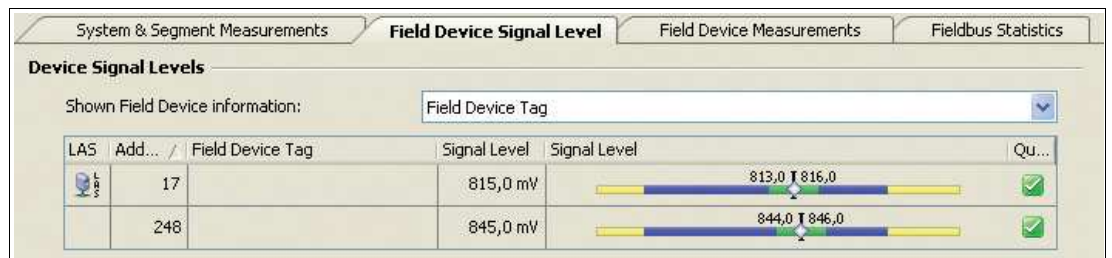 System & Segment Measurements Field Device Signal Level Field Device Measurements Fieldbus Statistics
Device Signal Levels
Shown Field Device information: Field Device Tag
LAS Add... / Field Device Tag Signal Level Signal Level Qu...
LAS 17 815,0 mV 813,0 816,0
248 845,0 mV 844,0 846,0